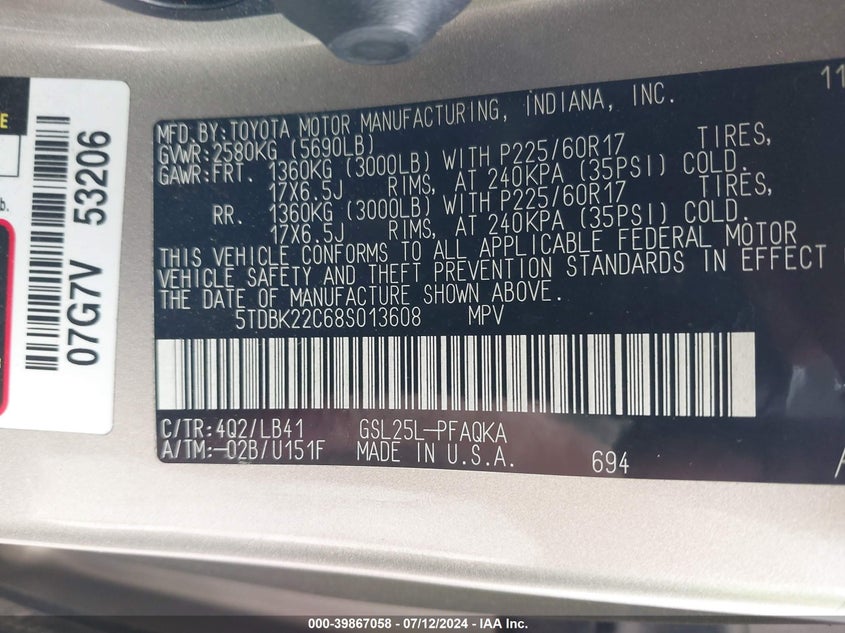 11
MFD.BY:TOYOTA MOTOR MANUFACTURING, INDIANA, INC.
GVWR:2580KG (5690LB)
GAWR:FRT. 1360KG (3000LB) WITH P225/60R17 TIRES,
17X6.5J RIMS, AT 240KPA (35PSI) COLD.
RR. 1360KG (3000LB) WITH P225/60R17 TIRES,
17X6.5J RIMS, AT 240KPA (35PSI) COLD.
THIS VEHICLE CONFORMS TO ALL APPLICABLE FEDERAL MOTOR
VEHICLE SAFETY AND THEFT PREVENTION STANDARDS IN EFFECT
THE DATE OF MANUFACTURE SHOWN ABOVE.
5TDBK22C68S013608 MPV
C/TR:4Q2/LB41 GSL25L-PFAQKA
A/TM:-02B/U151F MADE IN U.S.A. 694
07G7V 53206
000-39867058 - 07/12/2024 - IAA Inc.